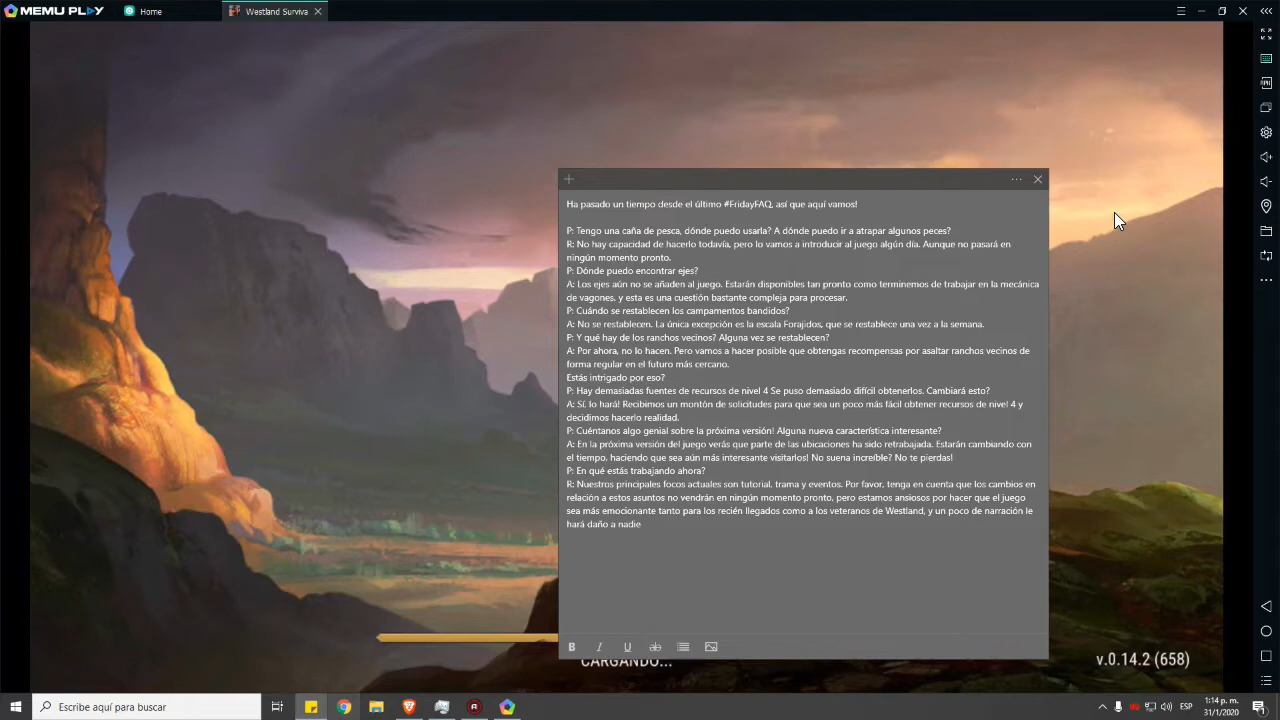 MEMU PLAY
Home
Westland Surviva
Ha pasado un tiempo desde el último #FridayFAQ, así que aquí vamos!
P: Tengo una caña de pesca, dónde puedo usarla? A dónde puedo ir a atrapar algunos peces?
R: No hay capacidad de hacerlo todavía, pero lo vamos a introducir al juego algún día. Aunque no pasará en
ningún momento pronto.
P: Dónde puedo encontrar ejes?
A: Los ejes aún no se añaden al juego. Estarán disponibles tan pronto como terminemos de trabajar en la mecánica
de vagones, y esta es una cuestión bastante compleja para procesar.
P: Cuándo se restablecen los campamentos bandidos?
A: No se restablecen. La única excepción es la escala Forajidos, que se restablece una vez a la semana.
P: Y qué hay de los ranchos vecinos? Alguna vez se restablecen?
A: Por ahora, no lo hacen. Pero vamos a hacer posible que obtengas recompensas por asaltar ranchos vecinos de
forma regular en el futuro más cercano.
Estás intrigado por eso?
P: Hay demasiadas fuentes de recursos de nivel 4 Se puso demasiado difícil obtenerlos. Cambiará esto?
A: Sí, lo hará! Recibimos un montón de solicitudes para que sea un poco más fácil obtener recursos de nivel 4 y
decidimos hacerlo realidad.
P: Cuéntanos algo genial sobre la próxima versión! Alguna nueva característica interesante?
A: En la próxima versión del juego verás que parte de las ubicaciones ha sido retrabajada. Estarán cambiando con
el tiempo, haciendo que sea aún más interesante visitarlos! No suena increíble? No te pierdas!
P: En qué estás trabajando ahora?
R: Nuestros principales focos actuales son tutorial, trama y eventos. Por favor, tenga en cuenta que los cambios en
relación a estos asuntos no vendrán en ningún momento pronto, pero estamos ansiosos por hacer que el juego
sea más emocionante tanto para los recién llegados como a los veteranos de Westland, y un poco de narración le
hará daño a nadie
B I U ab
CARGANDO...
v.0.14.2 (658)
Escribe aquí para buscar
ESP
1:14 p. m.
31/1/2020